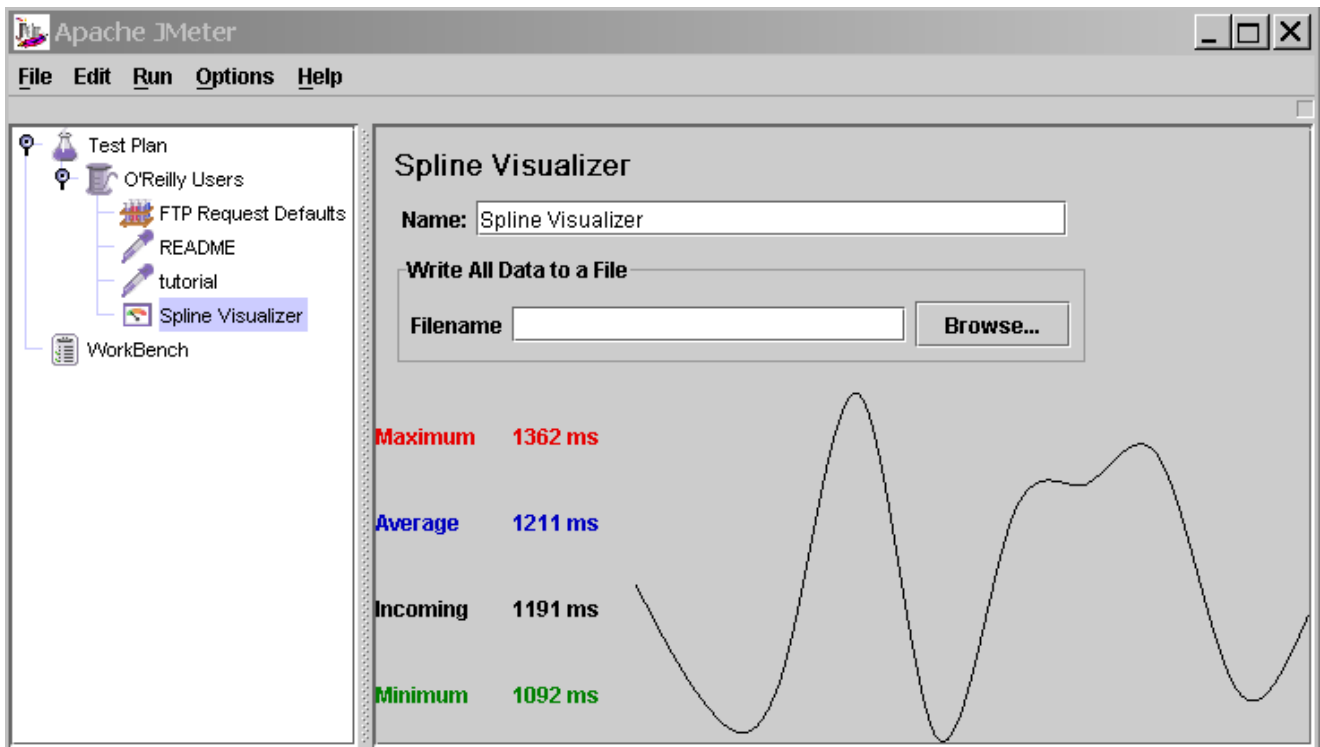 Apache JMeter
File Edit Run Options Help
Test Plan
O'Reilly Users
FTP Request Defaults
README
tutorial
Spline Visualizer
WorkBench
Spline Visualizer
Name: Spline Visualizer
Write All Data to a File
Filename Browse...
Maximum 1362 ms
Average 1211 ms
Incoming 1191 ms
Minimum 1092 ms